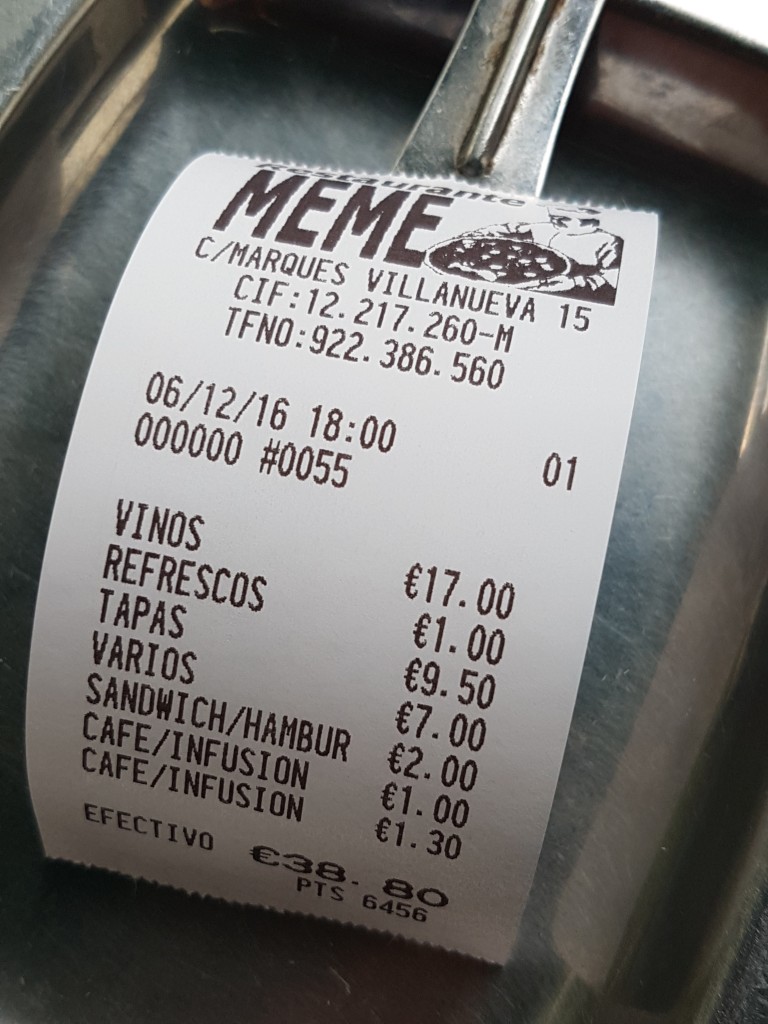 Restaurante
MEME
C/MARQUES VILLANUEVA 15
CIF:12.217.260-M
TFNO:922.386.560
06/12/16 18:00
000000 #0055 01
VINOS €17.00
REFRESCOS €1.00
TAPAS €9.50
VARIOS €7.00
SANDWICH/HAMBUR €2.00
CAFE/INFUSION €1.00
CAFE/INFUSION €1.30
EFECTIVO €38.80
PTS 6456